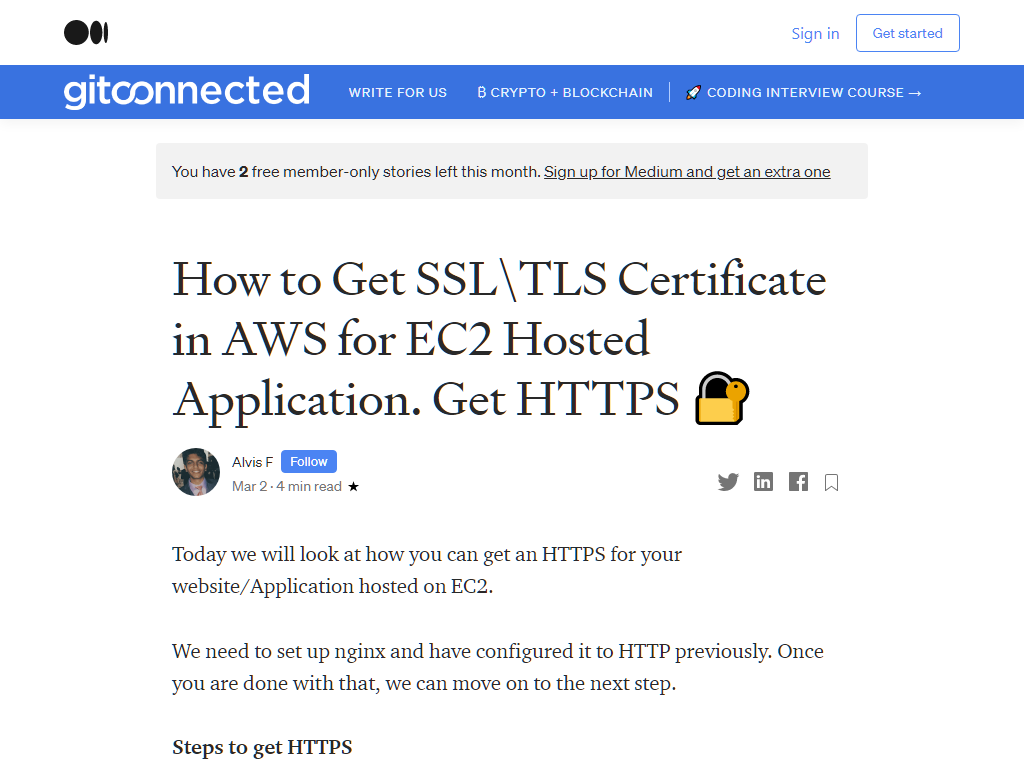 Sign in
Get started
gitconnected
WRITE FOR US
₿ CRYPTO + BLOCKCHAIN
🚀 CODING INTERVIEW COURSE →
You have 2 free member-only stories left this month. Sign up for Medium and get an extra one
How to Get SSL\TLS Certificate
in AWS for EC2 Hosted
Application. Get HTTPS 🔐
Alvis F
Follow
Mar 2 · 4 min read ★
Today we will look at how you can get an HTTPS for your
website/Application hosted on EC2.
We need to set up nginx and have configured it to HTTP previously. Once
you are done with that, we can move on to the next step.
Steps to get HTTPS